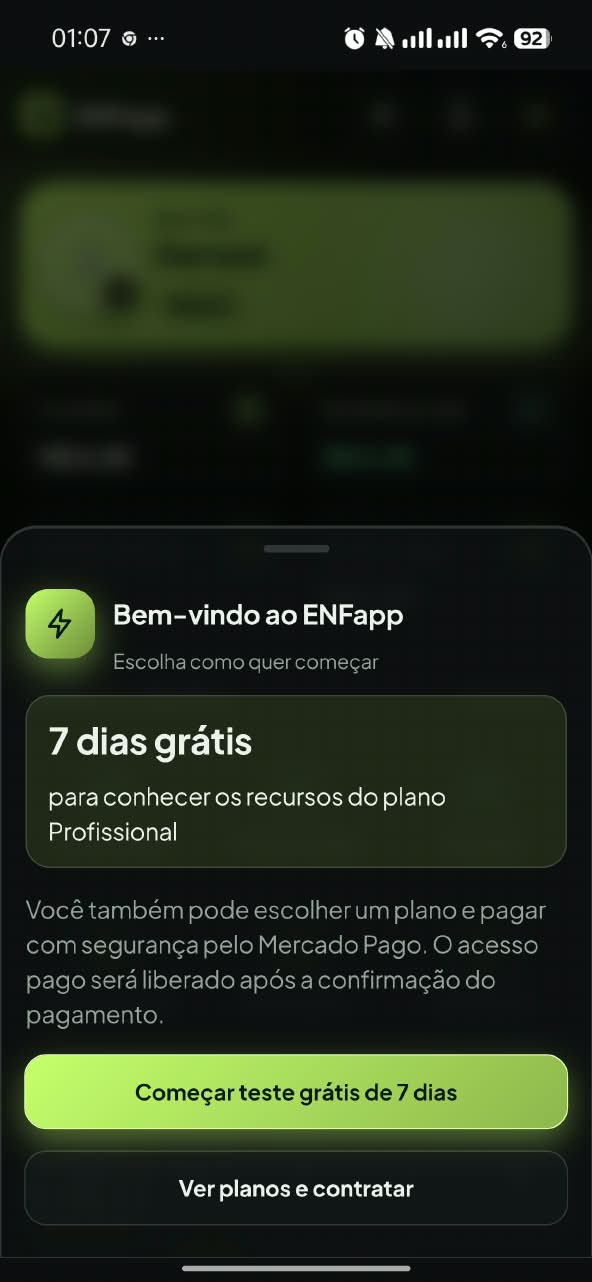 01:07
92
Bem-vindo ao ENFapp
Escolha como quer começar
7 dias grátis
para conhecer os recursos do plano
Profissional
Você também pode escolher um plano e pagar
com segurança pelo Mercado Pago. O acesso
pago será liberado após a confirmação do
pagamento.
Começar teste grátis de 7 dias
Ver planos e contratar